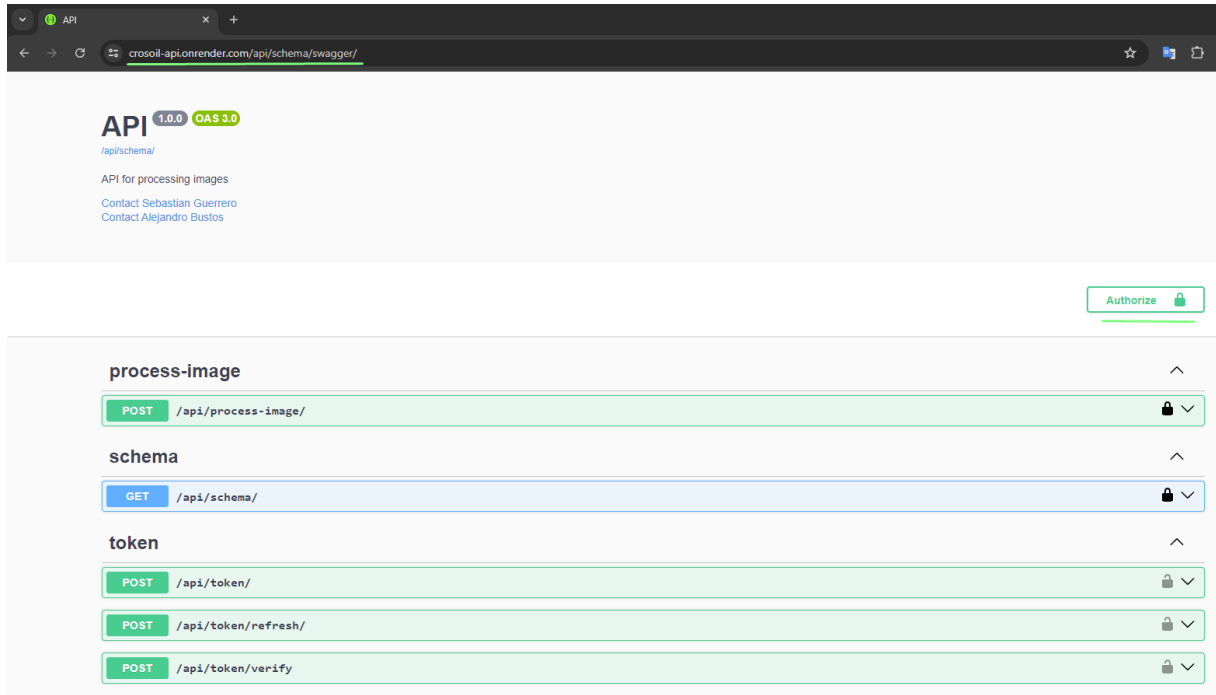 API
crosoil-api.onrender.com/api/schema/swagger/
API 1.0.0 OAS 3.0
/api/schema/
API for processing images
Contact Sebastian Guerrero
Contact Alejandro Bustos
Authorize
process-image
POST /api/process-image/
schema
GET /api/schema/
token
POST /api/token/
POST /api/token/refresh/
POST /api/token/verify